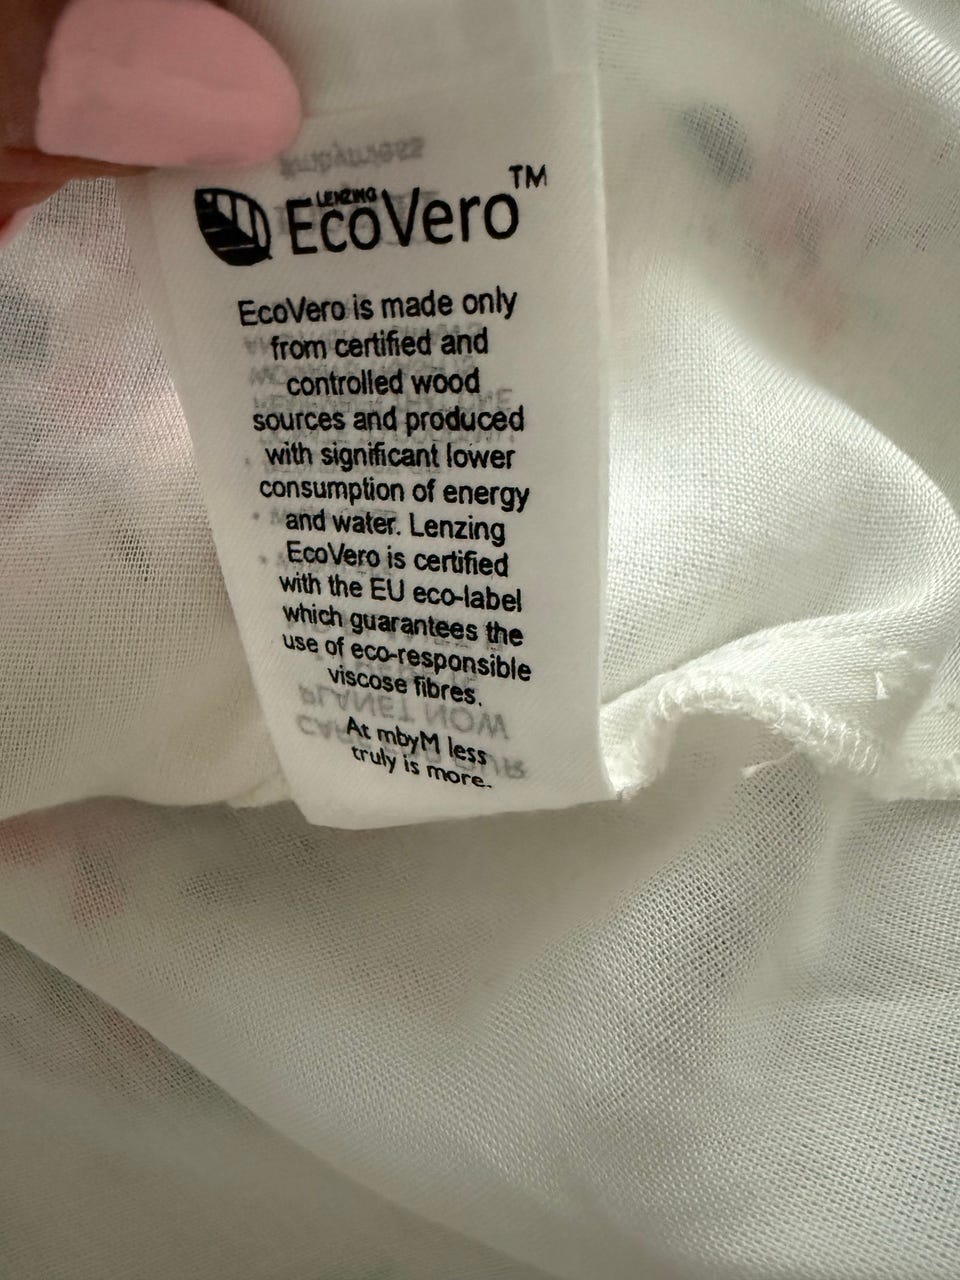 LENZING
EcoVero™
EcoVero is made only
from certified and
controlled wood
sources and produced
with significant lower
consumption of energy
and water. Lenzing
EcoVero is certified
with the EU eco-label
which guarantees the
use of eco-responsible
viscose fibres.
At mbyM less
truly is more.
PLANET NOW